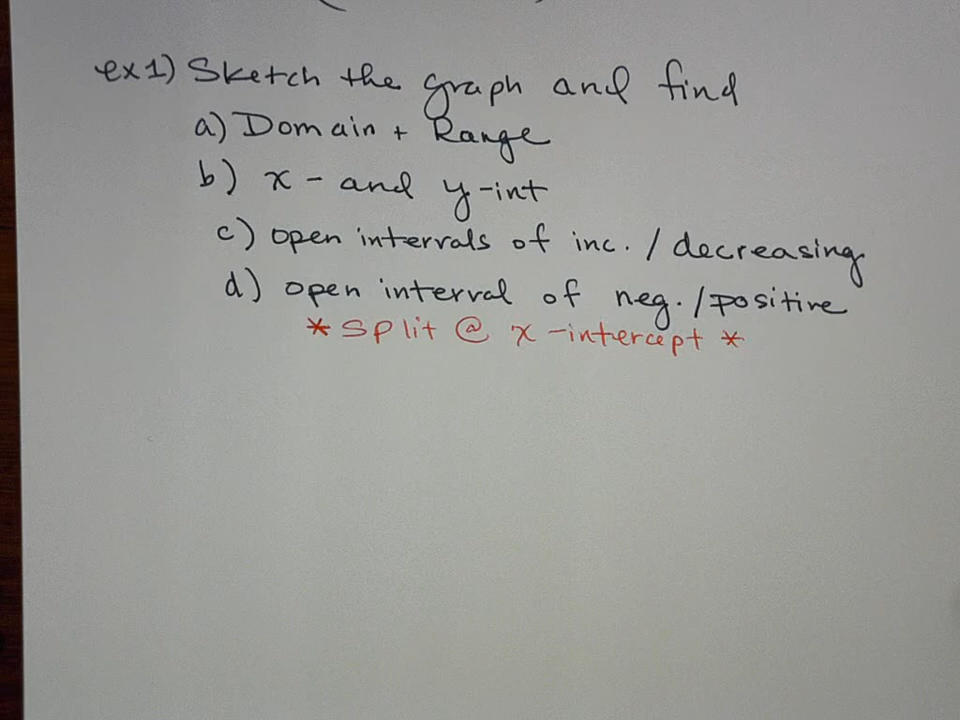 ex1) Sketch the graph and find
a) Domain + Range
b) x- and y-int
c) open intervals of inc. / decreasing
d) open interval of neg. / positive
* Split @ x-intercept *